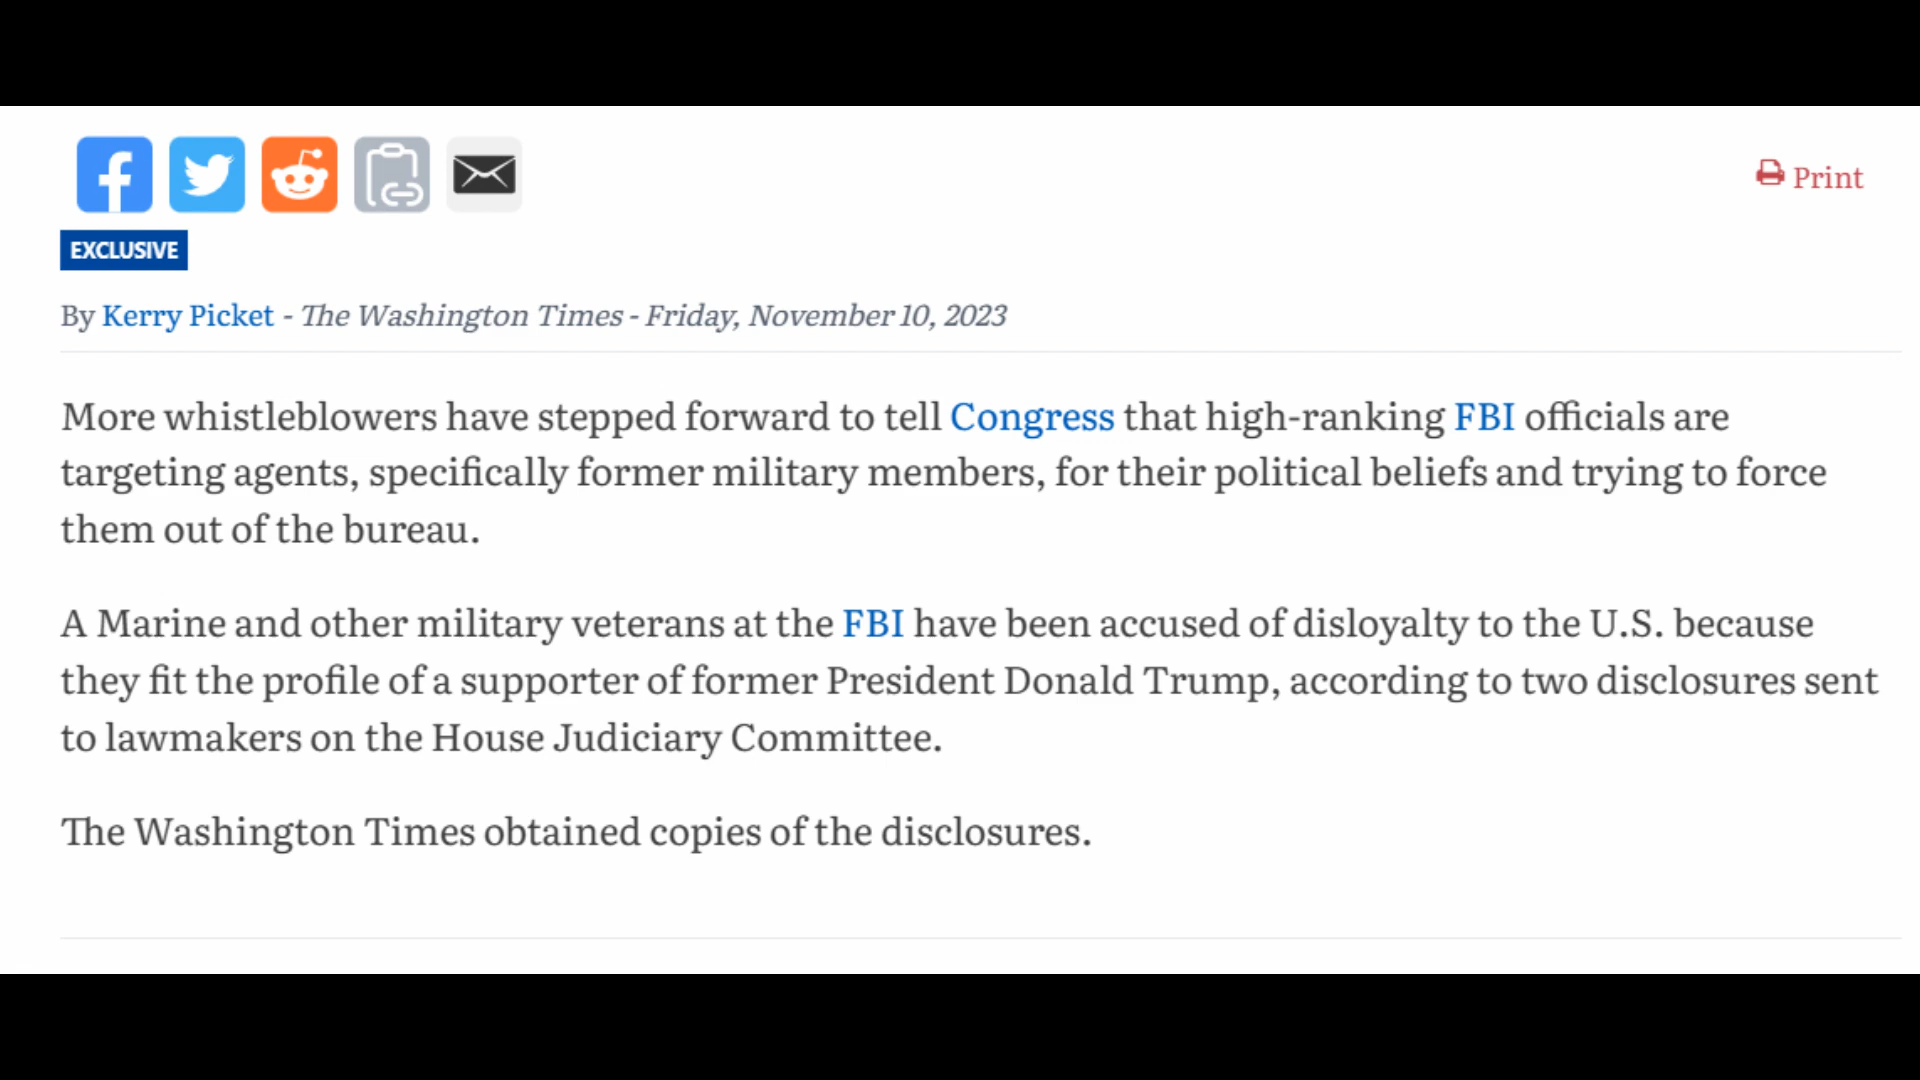 Print
EXCLUSIVE
By Kerry Picket - The Washington Times - Friday, November 10, 2023
More whistleblowers have stepped forward to tell Congress that high-ranking FBI officials are
targeting agents, specifically former military members, for their political beliefs and trying to force
them out of the bureau.
A Marine and other military veterans at the FBI have been accused of disloyalty to the U.S. because
they fit the profile of a supporter of former President Donald Trump, according to two disclosures sent
to lawmakers on the House Judiciary Committee.
The Washington Times obtained copies of the disclosures.